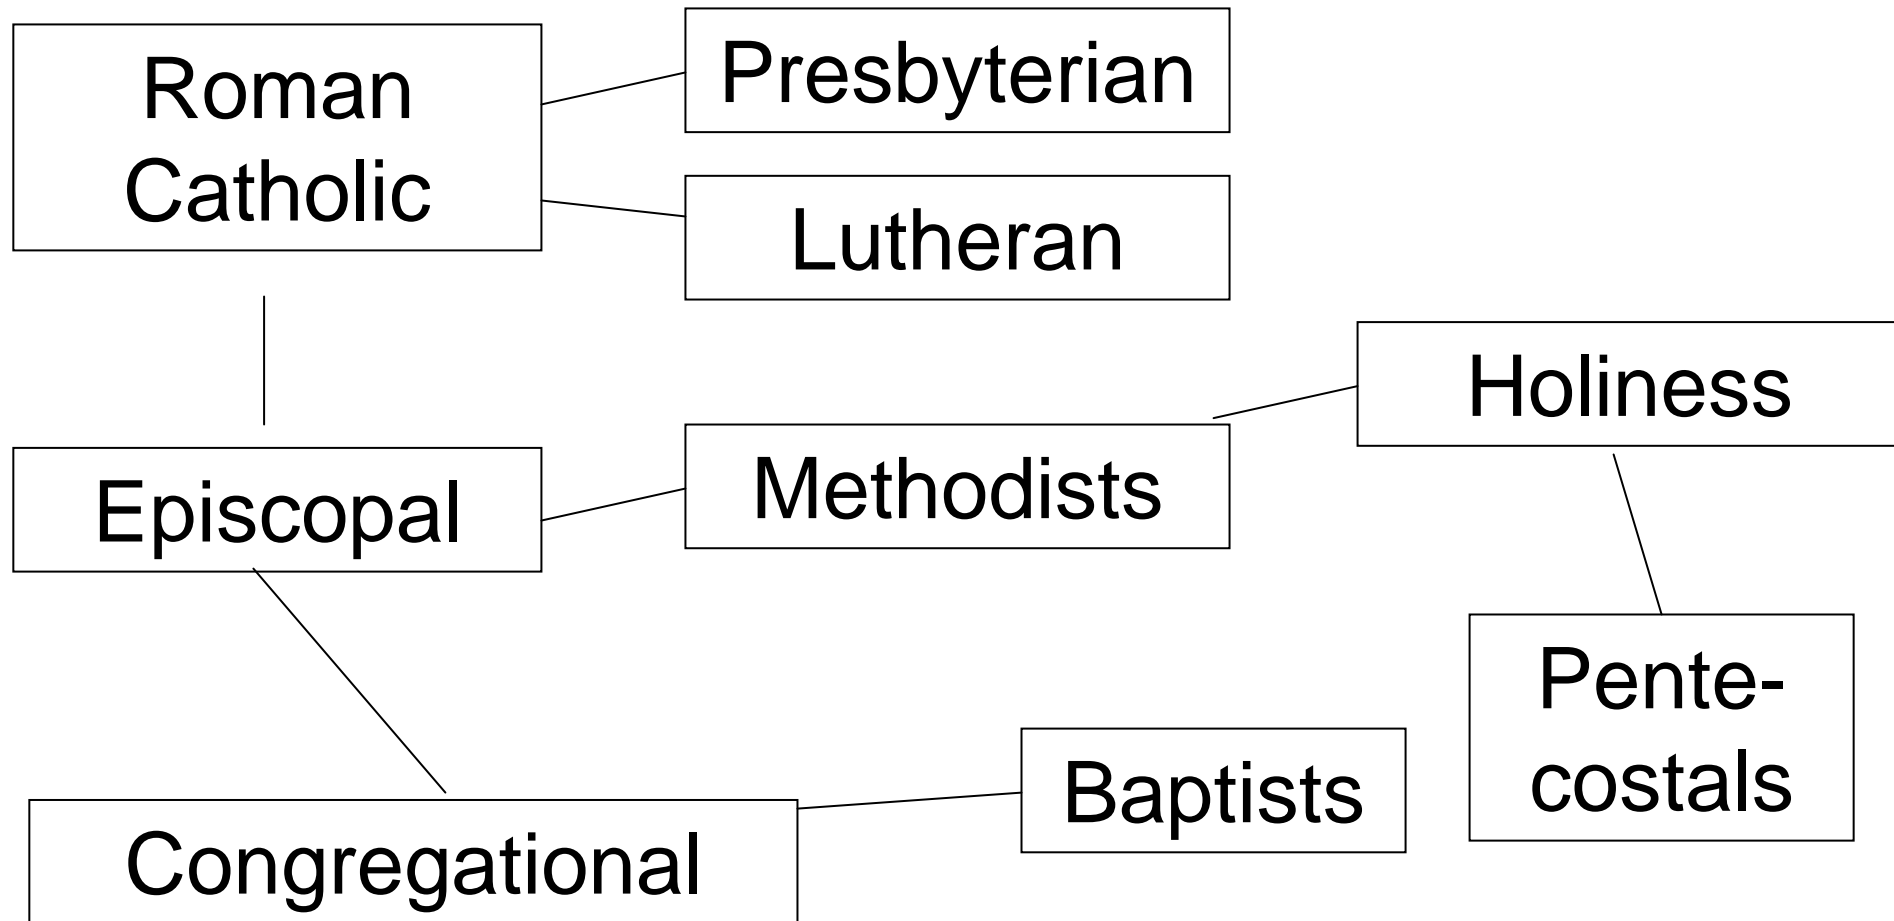 Roman
Catholic
Presbyterian
Lutheran
Holiness
Episcopal
Methodists
Pente-
costals
Baptists
Congregational